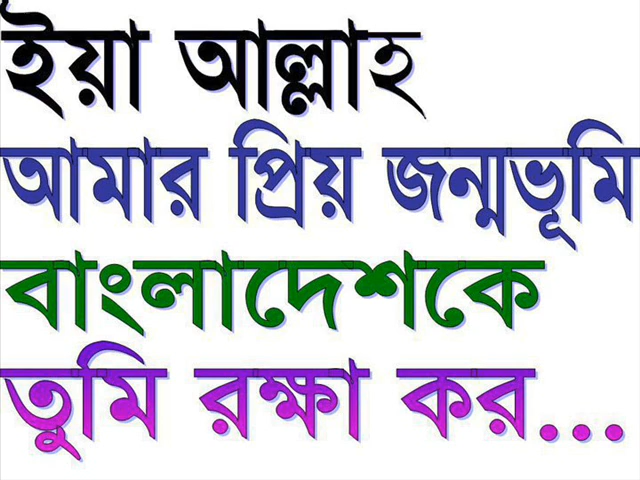 ইয়া আল্লাহ
আমার প্রিয় জন্মভূমি
বাংলাদেশকে
তুমি রক্ষা কর...